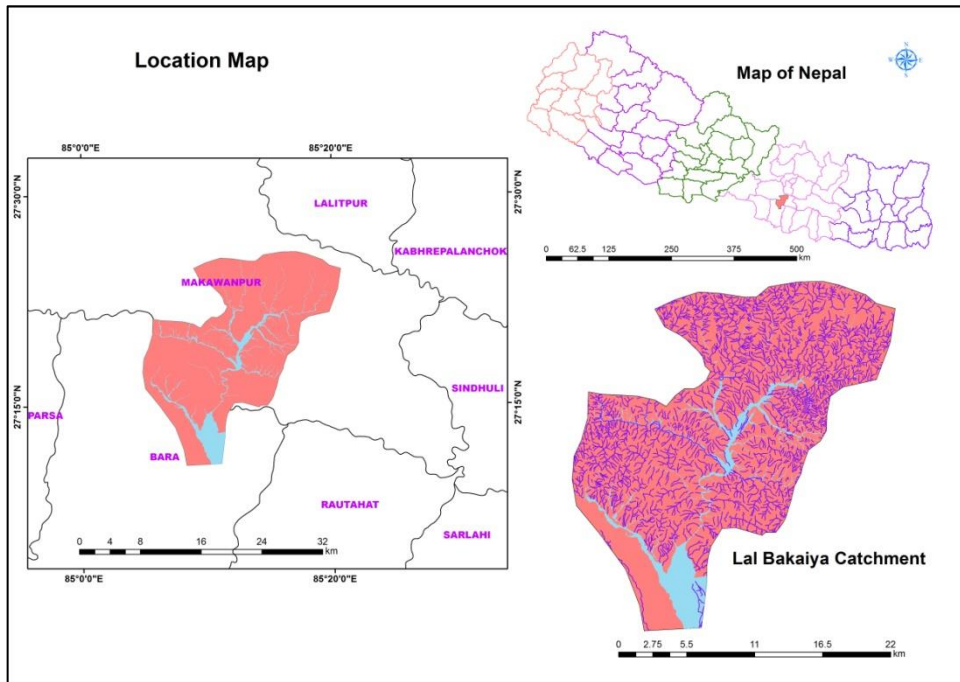 Location Map
85°0'0"E
85°20'0"E
27°30'0"N
27°30'0"N
LALITPUR
KABHREPALANCHOK
MAKAWANPUR
SINDHULI
27°15'0"N
27°15'0"N
PARSA
BARA
RAUTAHAT
SARLAHI
0 4 8 16 24 32
km
85°0'0"E
85°20'0"E
Map of Nepal
N
W E
S
0 62.5 125 250 375 500
km
Lal Bakaiya Catchment
0 2.75 5.5 11 16.5 22
km